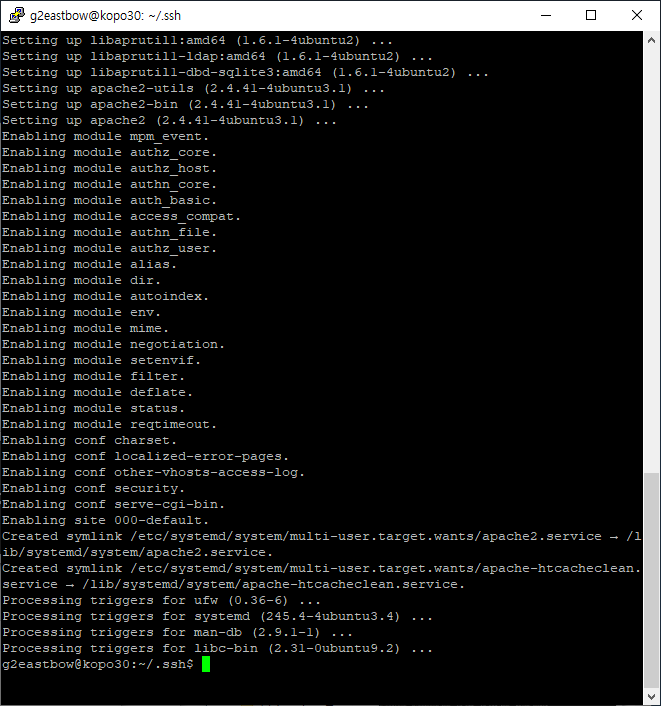 g2eastbow@kopo30: ~/.ssh
Setting up libaprutil1:amd64 (1.6.1-4ubuntu2) ...
Setting up libaprutil1-ldap:amd64 (1.6.1-4ubuntu2) ...
Setting up libaprutil1-dbd-sqlite3:amd64 (1.6.1-4ubuntu2) ...
Setting up apache2-utils (2.4.41-4ubuntu3.1) ...
Setting up apache2-bin (2.4.41-4ubuntu3.1) ...
Setting up apache2 (2.4.41-4ubuntu3.1) ...
Enabling module mpm_event.
Enabling module authz_core.
Enabling module authz_host.
Enabling module authn_core.
Enabling module auth_basic.
Enabling module access_compat.
Enabling module authn_file.
Enabling module authz_user.
Enabling module alias.
Enabling module dir.
Enabling module autoindex.
Enabling module env.
Enabling module mime.
Enabling module negotiation.
Enabling module setenvif.
Enabling module filter.
Enabling module deflate.
Enabling module status.
Enabling module reqtimeout.
Enabling conf charset.
Enabling conf localized-error-pages.
Enabling conf other-vhosts-access-log.
Enabling conf security.
Enabling conf serve-cgi-bin.
Enabling site 000-default.
Created symlink /etc/systemd/system/multi-user.target.wants/apache2.service → /l
ib/systemd/system/apache2.service.
Created symlink /etc/systemd/system/multi-user.target.wants/apache-htcacheclean.
service → /lib/systemd/system/apache-htcacheclean.service.
Processing triggers for ufw (0.36-6) ...
Processing triggers for systemd (245.4-4ubuntu3.4) ...
Processing triggers for man-db (2.9.1-1) ...
Processing triggers for libc-bin (2.31-0ubuntu9.2) ...
g2eastbow@kopo30:~/.ssh$